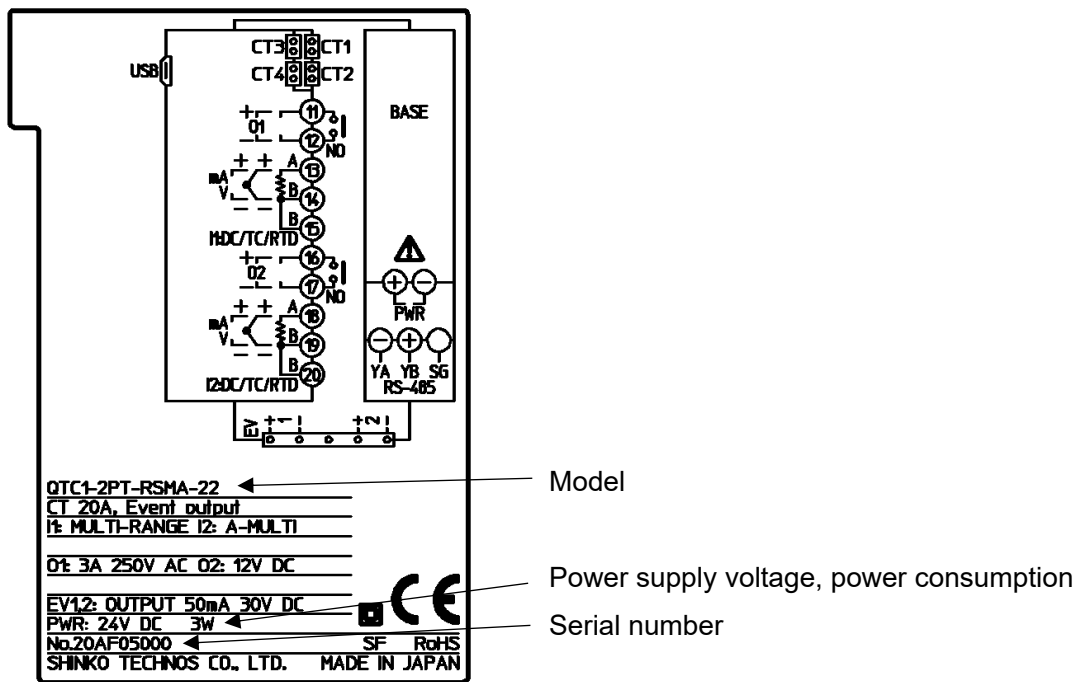 CT3 CT1
USB
CT4 CT2
+ 11
O1
- 12
NO
BASE
+ + A 13
mA
V B 14
- - B 15
I1:DC/TC/RTD
+ 16
O2
- 17
NO
+ -
PWR
+ + A 18
mA
V B 19
- - B 20
I2:DC/TC/RTD
- +
YA YB SG
RS-485
EV + 1 - + 2 -
QTC1-2PT-RSMA-22
Model
CT 20A, Event output
I1: MULTI-RANGE I2: A-MULTI
O1: 3A 250V AC O2: 12V DC
EV1,2: OUTPUT 50mA 30V DC
CE
Power supply voltage, power consumption
PWR: 24V DC 3W
Serial number
No.20AF05000 SF RoHS
SHINKO TECHNOS CO., LTD. MADE IN JAPAN